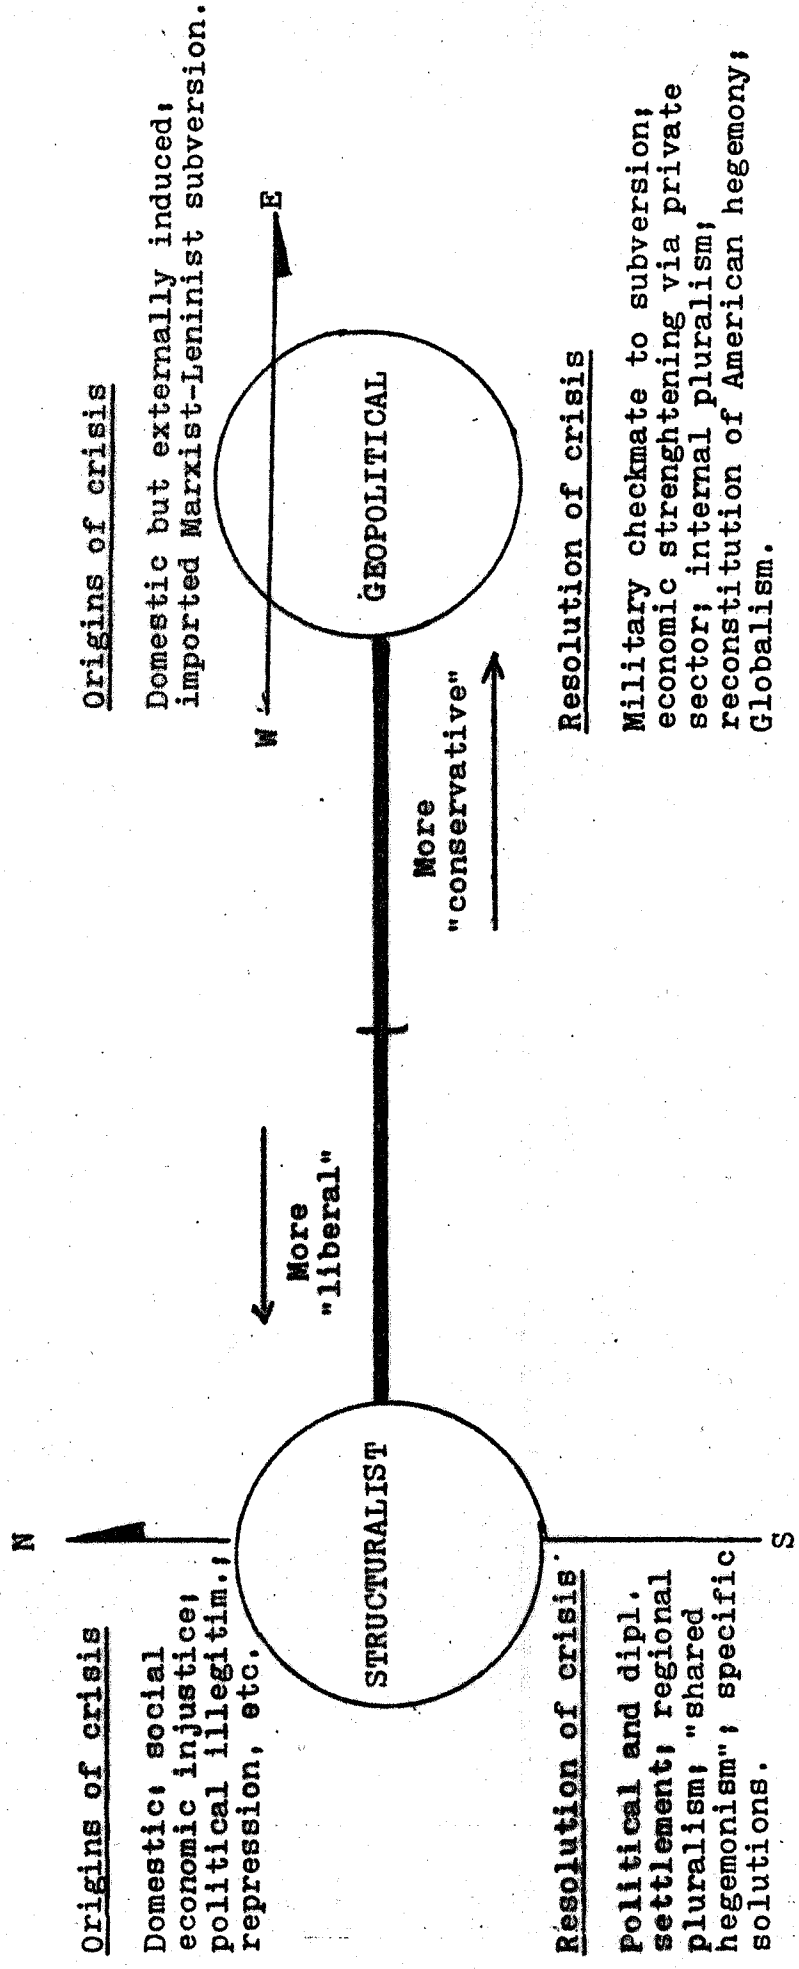 N
Origins of crisis
Domestic; social
economic injustice;
political illegitim.;
repression, etc.
STRUCTURALIST
Resolution of crisis
Political and dipl.
settlement; regional
pluralism; "shared
hegemonism"; specific
solutions.
S
More
"liberal"
More
"conservative"
Origins of crisis
Domestic but externally induced;
imported Marxist-Leninist subversion.
W
E
GEOPOLITICAL
Resolution of crisis
Military checkmate to subversion;
economic strenghtening via private
sector; internal pluralism;
reconstitution of American hegemony;
Globalism.